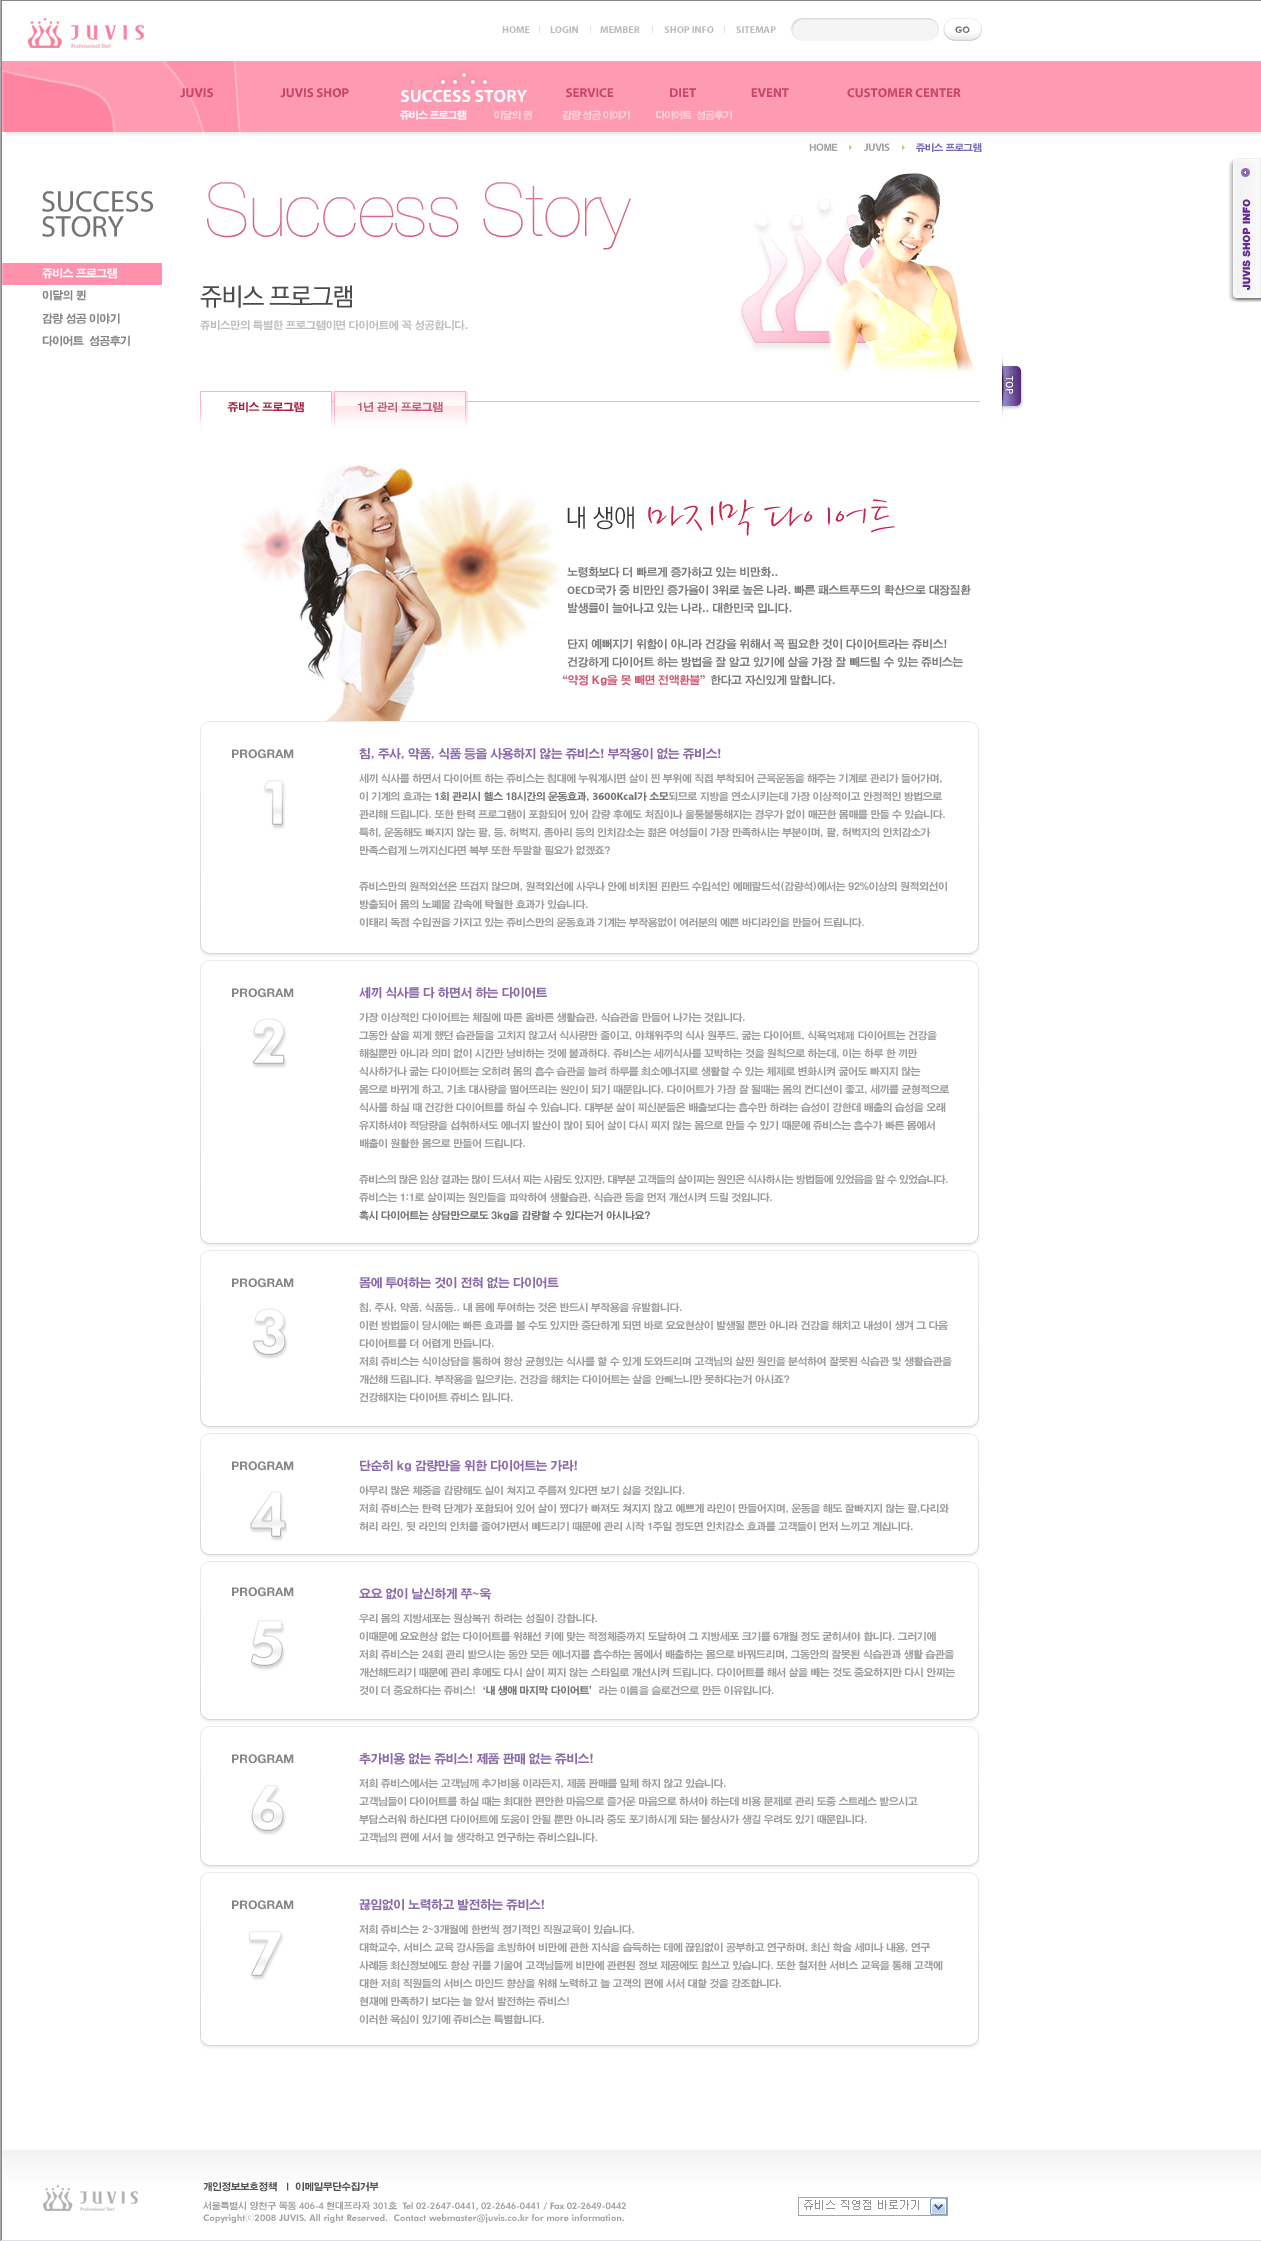 JUVIS
Professional Diet
HOME LOGIN MEMBER SHOP INFO SITEMAP GO
JUVIS JUVIS SHOP SUCCESS STORY SERVICE DIET EVENT CUSTOMER CENTER
쥬비스 프로그램 이달의 퀸 감량 성공 이야기 다이어트 성공후기
HOME JUVIS 쥬비스 프로그램
JUVIS SHOP INFO
SUCCESS
STORY
쥬비스 프로그램
이달의 퀸
감량 성공 이야기
다이어트 성공후기
Success Story
쥬비스 프로그램
쥬비스만의 특별한 프로그램이면 다이어트에 꼭 성공합니다.
TOP
쥬비스 프로그램 1년 관리 프로그램
내 생애 마지막 다이어트
노령화보다 더 빠르게 증가하고 있는 비만화..
OECD국가 중 비만인 증가율이 3위로 높은 나라. 빠른 패스트푸드의 확산으로 대장질환
발생률이 늘어나고 있는 나라.. 대한민국 입니다.
단지 예뻐지기 위함이 아니라 건강을 위해서 꼭 필요한 것이 다이어트라는 쥬비스!
건강하게 다이어트 하는 방법을 잘 알고 있기에 살을 가장 잘 빼드릴 수 있는 쥬비스는
“약정 Kg을 못 빼면 전액환불” 한다고 자신있게 말합니다.
PROGRAM
1
침, 주사, 약품, 식품 등을 사용하지 않는 쥬비스! 부작용이 없는 쥬비스!
세끼 식사를 하면서 다이어트 하는 쥬비스는 침대에 누워계시면 살이 찐 부위에 직접 부착되어 근육운동을 해주는 기계로 관리가 들어가며,
이 기계의 효과는 1회 관리시 헬스 18시간의 운동효과, 3600Kcal가 소모되므로 지방을 연소시키는데 가장 이상적이고 안정적인 방법으로
관리해 드립니다. 또한 탄력 프로그램이 포함되어 있어 감량 후에도 처짐이나 울퉁불퉁해지는 경우가 없이 매끈한 몸매를 만들 수 있습니다.
특히, 운동해도 빠지지 않는 팔, 등, 허벅지, 종아리 등의 인치감소는 젊은 여성들이 가장 만족하시는 부분이며, 팔, 허벅지의 인치감소가
만족스럽게 느껴지신다면 복부 또한 두말할 필요가 없겠죠?
쥬비스만의 원적외선은 뜨겁지 않으며, 원적외선에 사우나 안에 비치된 핀란드 수입석인 에메랄드석(감량석)에서는 92%이상의 원적외선이
방출되어 몸의 노폐물 감속에 탁월한 효과가 있습니다.
이태리 독점 수입권을 가지고 있는 쥬비스만의 운동효과 기계는 부작용없이 여러분의 예쁜 바디라인을 만들어 드립니다.
PROGRAM
2
세끼 식사를 다 하면서 하는 다이어트
가장 이상적인 다이어트는 체질에 따른 올바른 생활습관, 식습관을 만들어 나가는 것입니다.
그동안 살을 찌게 했던 습관들을 고치지 않고서 식사량만 줄이고, 야채위주의 식사 원푸드, 굶는 다이어트, 식욕억제제 다이어트는 건강을
해칠뿐만 아니라 의미 없이 시간만 낭비하는 것에 불과하다. 쥬비스는 세끼식사를 꼬박하는 것을 원칙으로 하는데, 이는 하루 한 끼만
식사하거나 굶는 다이어트는 오히려 몸의 흡수 습관을 늘려 하루를 최소에너지로 생활할 수 있는 체제로 변화시켜 굶어도 빠지지 않는
몸으로 바뀌게 하고, 기초 대사량을 떨어뜨리는 원인이 되기 때문입니다. 다이어트가 가장 잘 될때는 몸의 컨디션이 좋고, 세끼를 균형적으로
식사를 하실 때 건강한 다이어트를 하실 수 있습니다. 대부분 살이 찌신분들은 배출보다는 흡수만 하려는 습성이 강한데 배출의 습성을 오래
유지하셔야 적당량을 섭취하셔도 에너지 발산이 많이 되어 살이 다시 찌지 않는 몸으로 만들 수 있기 때문에 쥬비스는 흡수가 빠른 몸에서
배출이 원활한 몸으로 만들어 드립니다.
쥬비스의 많은 임상 결과는 많이 드셔서 찌는 사람도 있지만, 대부분 고객들의 살이찌는 원인은 식사하시는 방법들에 있었음을 알 수 있었습니다.
쥬비스는 1:1로 살이찌는 원인들을 파악하여 생활습관, 식습관 등을 먼저 개선시켜 드릴 것입니다.
혹시 다이어트는 상담만으로도 3kg을 감량할 수 있다는거 아시나요?
PROGRAM
3
몸에 투여하는 것이 전혀 없는 다이어트
침, 주사, 약품, 식품등.. 내 몸에 투여하는 것은 반드시 부작용을 유발합니다.
이런 방법들이 당시에는 빠른 효과를 볼 수도 있지만 중단하게 되면 바로 요요현상이 발생될 뿐만 아니라 건강을 해치고 내성이 생겨 그 다음
다이어트를 더 어렵게 만듭니다.
저희 쥬비스는 식이상담을 통하여 항상 균형있는 식사를 할 수 있게 도와드리며 고객님의 살찐 원인을 분석하여 잘못된 식습관 및 생활습관을
개선해 드립니다. 부작용을 일으키는, 건강을 해치는 다이어트는 살을 안빼느니만 못하다는거 아시죠?
건강해지는 다이어트 쥬비스 입니다.
PROGRAM
4
단순히 kg 감량만을 위한 다이어트는 가라!
아무리 많은 체중을 감량해도 살이 쳐지고 주름져 있다면 보기 싫을 것입니다.
저희 쥬비스는 탄력 단계가 포함되어 있어 살이 쪘다가 빠져도 쳐지지 않고 예쁘게 라인이 만들어지며, 운동을 해도 잘빠지지 않는 팔,다리와
허리 라인, 뒷 라인의 인치를 줄여가면서 빼드리기 때문에 관리 시작 1주일 정도면 인치감소 효과를 고객들이 먼저 느끼고 계십니다.
PROGRAM
5
요요 없이 날신하게 쭈~욱
우리 몸의 지방세포는 원상복귀 하려는 성질이 강합니다.
이때문에 요요현상 없는 다이어트를 위해선 키에 맞는 적정체중까지 도달하여 그 지방세포 크기를 6개월 정도 굳히셔야 합니다. 그러기에
저희 쥬비스는 24회 관리 받으시는 동안 모든 에너지를 흡수하는 몸에서 배출하는 몸으로 바꿔드리며, 그동안의 잘못된 식습관과 생활 습관을
개선해드리기 때문에 관리 후에도 다시 살이 찌지 않는 스타일로 개선시켜 드립니다. 다이어트를 해서 살을 빼는 것도 중요하지만 다시 안찌는
것이 더 중요하다는 쥬비스! ‘내 생애 마지막 다이어트’ 라는 이름을 슬로건으로 만든 이유입니다.
PROGRAM
6
추가비용 없는 쥬비스! 제품 판매 없는 쥬비스!
저희 쥬비스에서는 고객님께 추가비용 이라든지, 제품 판매를 일체 하지 않고 있습니다.
고객님들이 다이어트를 하실 때는 최대한 편안한 마음으로 즐거운 마음으로 하셔야 하는데 비용 문제로 관리 도중 스트레스 받으시고
부담스러워 하신다면 다이어트에 도움이 안될 뿐만 아니라 중도 포기하시게 되는 불상사가 생길 우려도 있기 때문입니다.
고객님의 편에 서서 늘 생각하고 연구하는 쥬비스입니다.
PROGRAM
7
끊임없이 노력하고 발전하는 쥬비스!
저희 쥬비스는 2~3개월에 한번씩 정기적인 직원교육이 있습니다.
대학교수, 서비스 교육 강사등을 초빙하여 비만에 관한 지식을 습득하는 데에 끊임없이 공부하고 연구하며, 최신 학술 세미나 내용, 연구
사례등 최신정보에도 항상 귀를 기울여 고객님들께 비만에 관련된 정보 제공에도 힘쓰고 있습니다. 또한 철저한 서비스 교육을 통해 고객에
대한 저희 직원들의 서비스 마인드 향상을 위해 노력하고 늘 고객의 편에 서서 대할 것을 강조합니다.
현재에 만족하기 보다는 늘 앞서 발전하는 쥬비스!
이러한 욕심이 있기에 쥬비스는 특별합니다.
JUVIS
Professional Diet
개인정보보호정책 | 이메일무단수집거부
서울특별시 양천구 목동 406-4 현대프라자 301호 Tel 02-2647-0441, 02-2646-0441 / Fax 02-2649-0442
Copyrightⓒ2008 JUVIS. All right Reserved. Contact webmaster@juvis.co.kr for more information.
쥬비스 직영점 바로가기